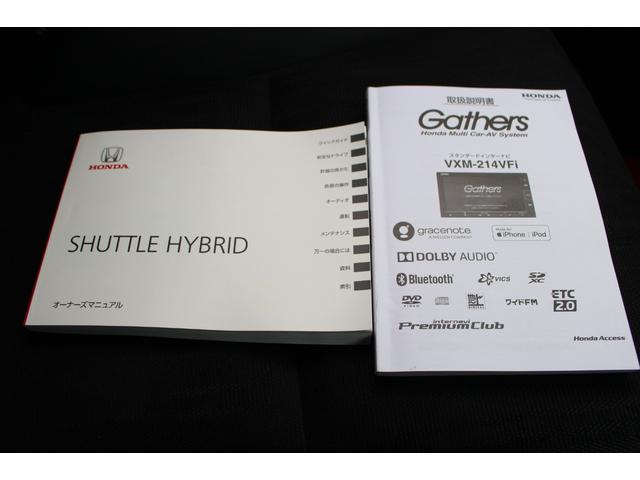 HONDA
SHUTTLE HYBRID
オーナーズマニュアル
クイックガイド
安全なドライブ
計器の見かた
各部の操作
オーディオ
運転
メンテナンス
万一の場合には
資料
索引
取扱説明書
HONDA
Gathers
Honda Multi Car-AV System
スタンダードインターナビ
VXM-214VFi
Gathers
gracenote
A NIELSEN COMPANY
Made for
iPhone | iPod
DOLBY AUDIO
Bluetooth
VICS
SD XC
DVD
VIDEO
ワイドFM
ETC
2.0
internavi
Premium Club
Honda Access